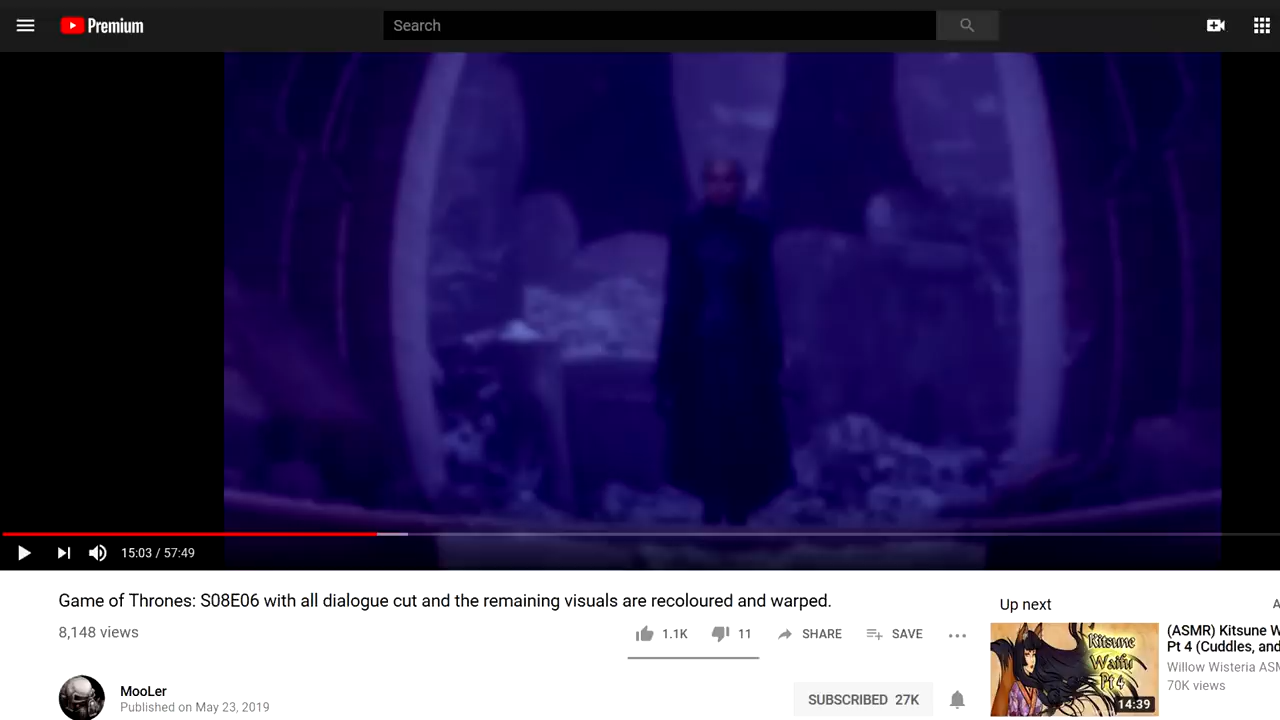 Premium
Search
15:03 / 57:49
Game of Thrones: S08E06 with all dialogue cut and the remaining visuals are recoloured and warped.
8,148 views
1.1K
11
SHARE
SAVE
MooLer
Published on May 23, 2019
SUBSCRIBED 27K
Up next
A
Kitsune
Waifu
Pt 4
14:39
(ASMR) Kitsune W
Pt 4 (Cuddles, and
Willow Wisteria ASM
70K views